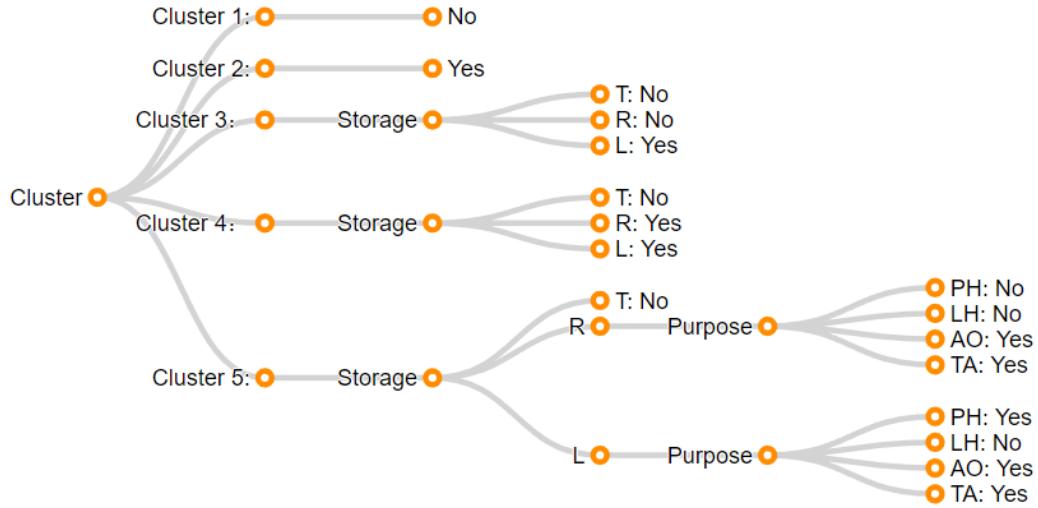 Cluster
Cluster 1:
No
Cluster 2:
Yes
Cluster 3:
Storage
T: No
R: No
L: Yes
Cluster 4:
Storage
T: No
R: Yes
L: Yes
Cluster 5:
Storage
T: No
R
Purpose
PH: No
LH: No
AO: Yes
TA: Yes
L
Purpose
PH: Yes
LH: No
AO: Yes
TA: Yes